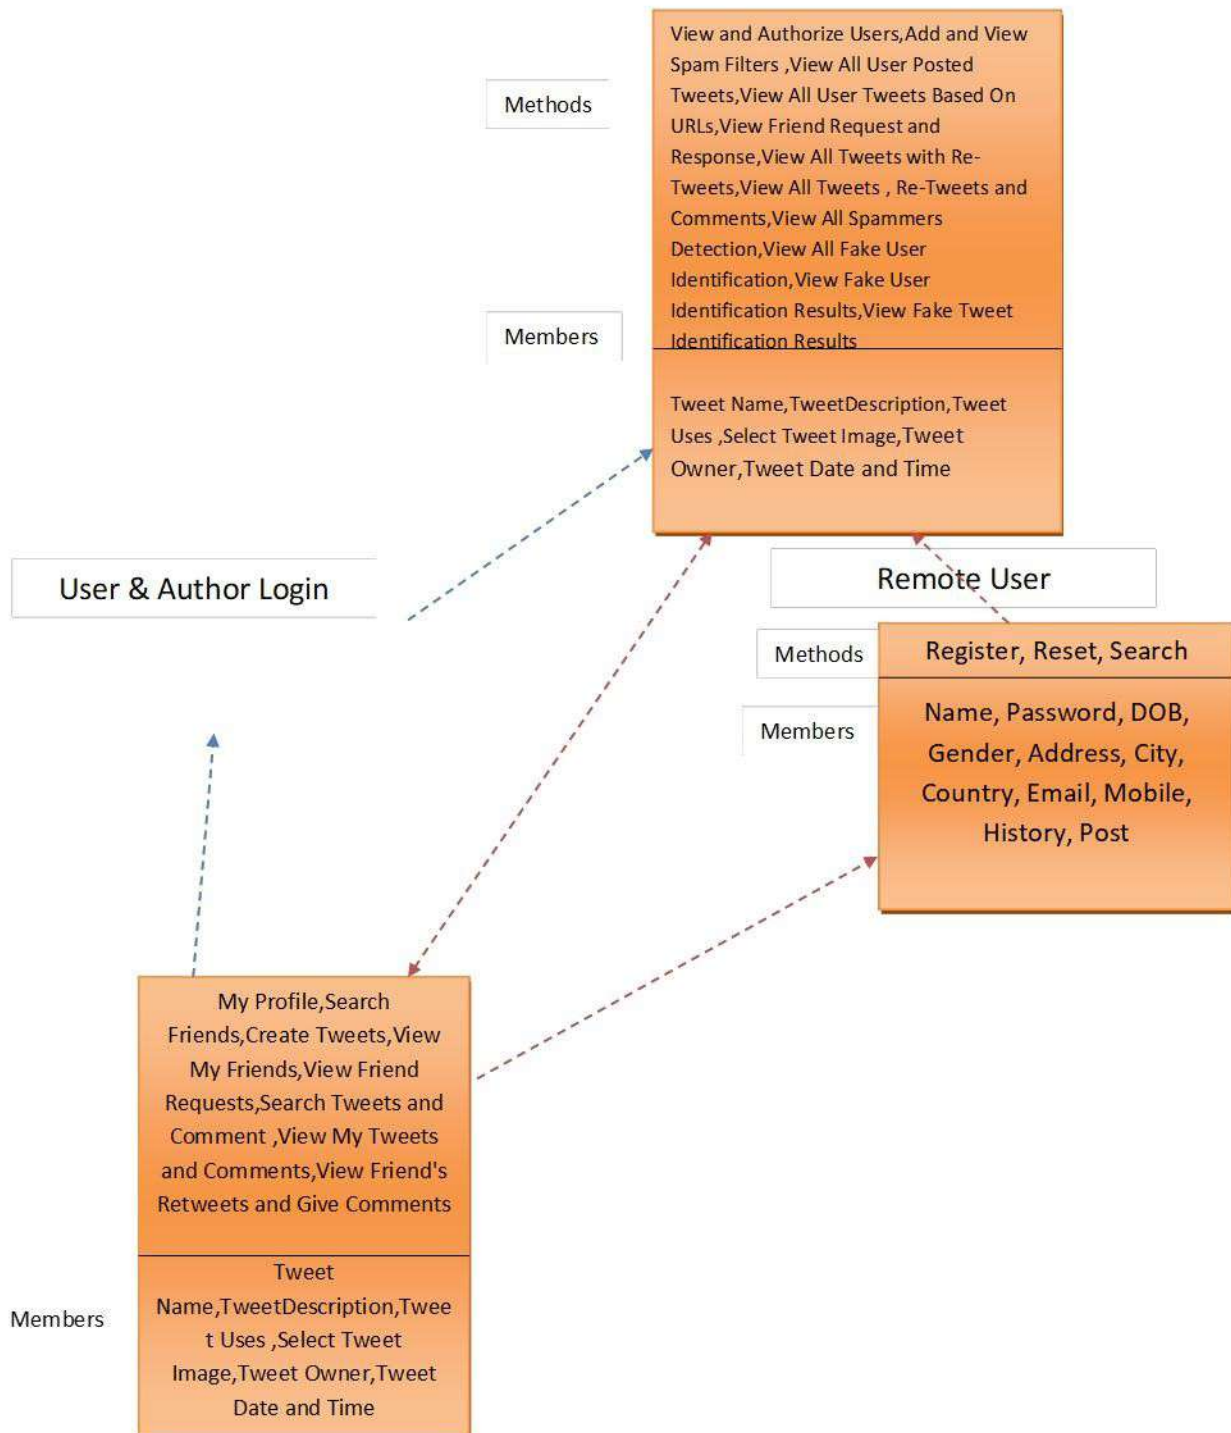 View and Authorize Users,Add and View
Spam Filters ,View All User Posted
Tweets,View All User Tweets Based On
URLs,View Friend Request and
Response,View All Tweets with Re-
Tweets,View All Tweets , Re-Tweets and
Comments,View All Spammers
Detection,View All Fake User
Identification,View Fake User
Identification Results,View Fake Tweet
Identification Results
Methods
Members
Tweet Name,TweetDescription,Tweet
Uses ,Select Tweet Image,Tweet
Owner,Tweet Date and Time
User & Author Login
Remote User
Methods
Register, Reset, Search
Members
Name, Password, DOB,
Gender, Address, City,
Country, Email, Mobile,
History, Post
My Profile,Search
Friends,Create Tweets,View
My Friends,View Friend
Requests,Search Tweets and
Comment ,View My Tweets
and Comments,View Friend's
Retweets and Give Comments
Members
Tweet
Name,TweetDescription,Twee
t Uses ,Select Tweet
Image,Tweet Owner,Tweet
Date and Time